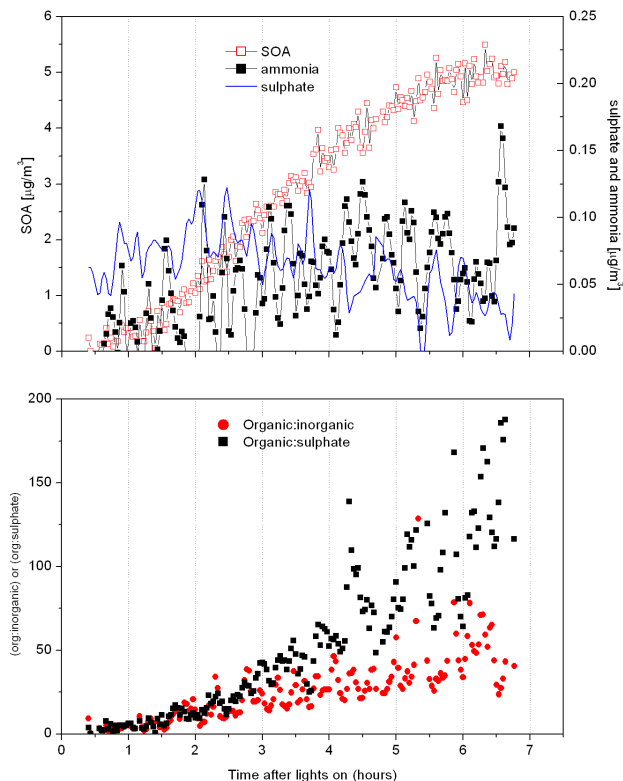 6
5
4
3
2
1
0
SOA [µg/m³]
SOA
ammonia
sulphate
0.25
0.20
0.15
0.10
0.05
0.00
sulphate and ammonia [µg/m³]
200
150
100
50
0
(org:inorganic) or (org:sulphate)
Organic:inorganic
Organic:sulphate
0 1 2 3 4 5 6 7
Time after lights on (hours)